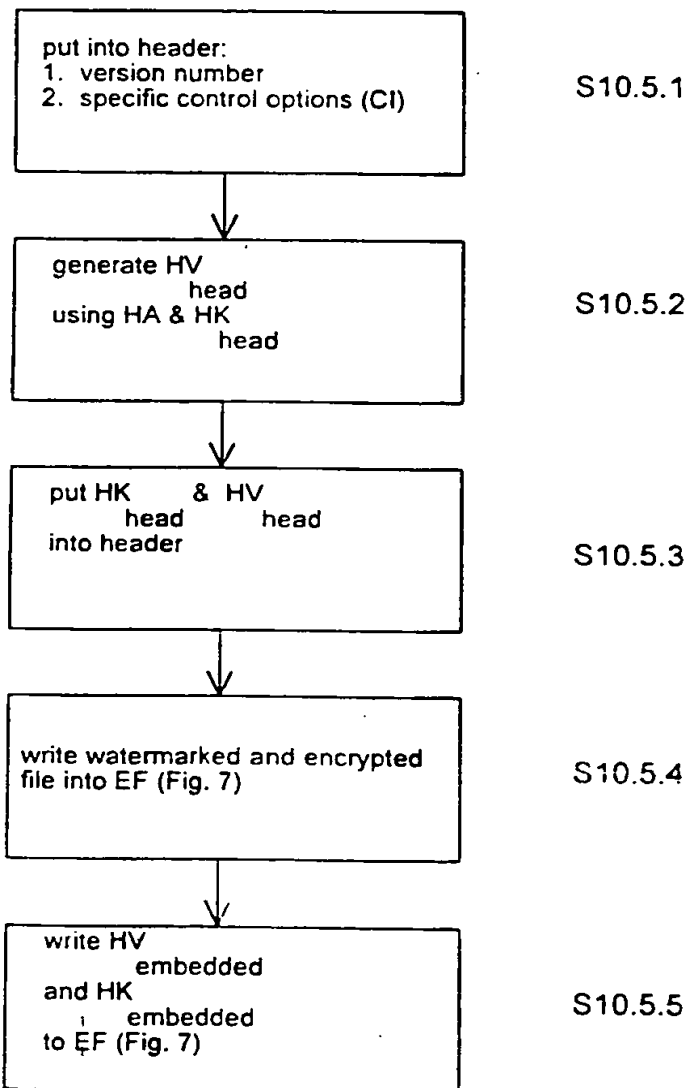 put into header:
1. version number
2. specific control options (CI)
S10.5.1
generate HV
head
using HA & HK
head
S10.5.2
put HK & HV
head head
into header
S10.5.3
write watermarked and encrypted
file into EF (Fig. 7)
S10.5.4
write HV
embedded
and HK
embedded
to EF (Fig. 7)
S10.5.5